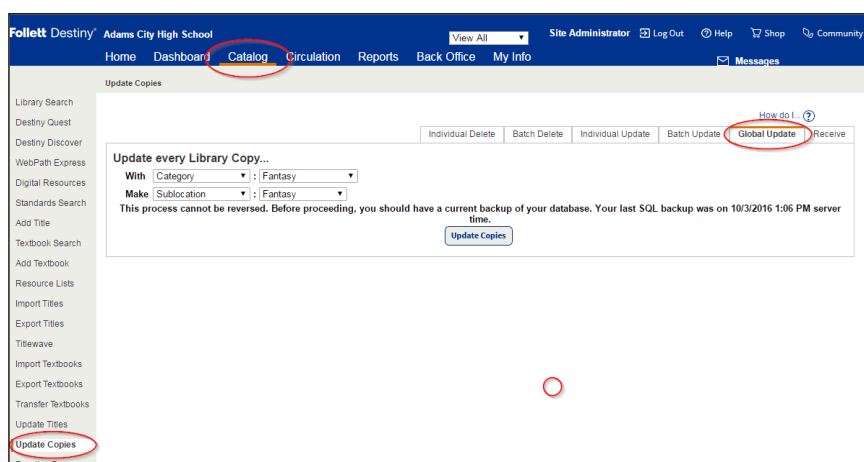 Follett Destiny® Adams City High School View All Site Administrator Log Out Help Shop Community
Home Dashboard Catalog Circulation Reports Back Office My Info Messages
Update Copies
Library Search
Destiny Quest
Destiny Discover
WebPath Express
Digital Resources
Standards Search
Add Title
Textbook Search
Add Textbook
Resource Lists
Import Titles
Export Titles
Titlewave
Import Textbooks
Export Textbooks
Transfer Textbooks
Update Titles
Update Copies
How do I... ?
Individual Delete Batch Delete Individual Update Batch Update Global Update Receive
Update every Library Copy...
With Category : Fantasy
Make Sublocation : Fantasy
This process cannot be reversed. Before proceeding, you should have a current backup of your database. Your last SQL backup was on 10/3/2016 1:06 PM server
time.
Update Copies